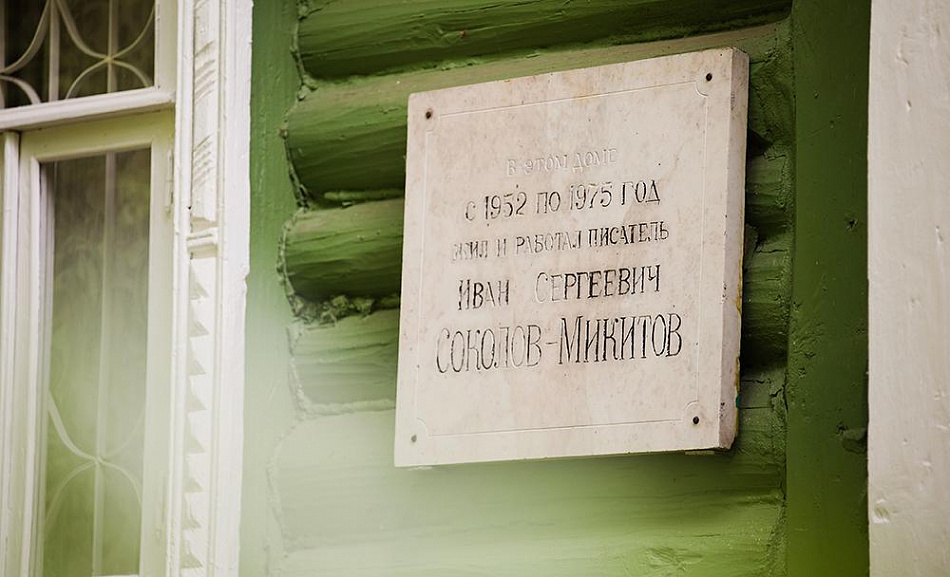 В ЭТОМ ДОМЕ
С 1952 ПО 1975 ГОД
ЖИЛ И РАБОТАЛ ПИСАТЕЛЬ
ИВАН СЕРГЕЕВИЧ
СОКОЛОВ-МИКИТОВ